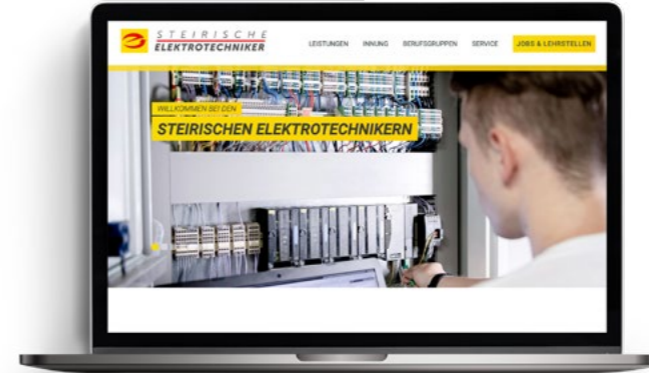 STEIRISCHE
ELEKTROTECHNIKER
LEISTUNGEN INNUNG BERUFSGRUPPEN SERVICE JOBS & LEHRSTELLEN
WILLKOMMEN BEI DEN
STEIRISCHEN ELEKTROTECHNIKERN